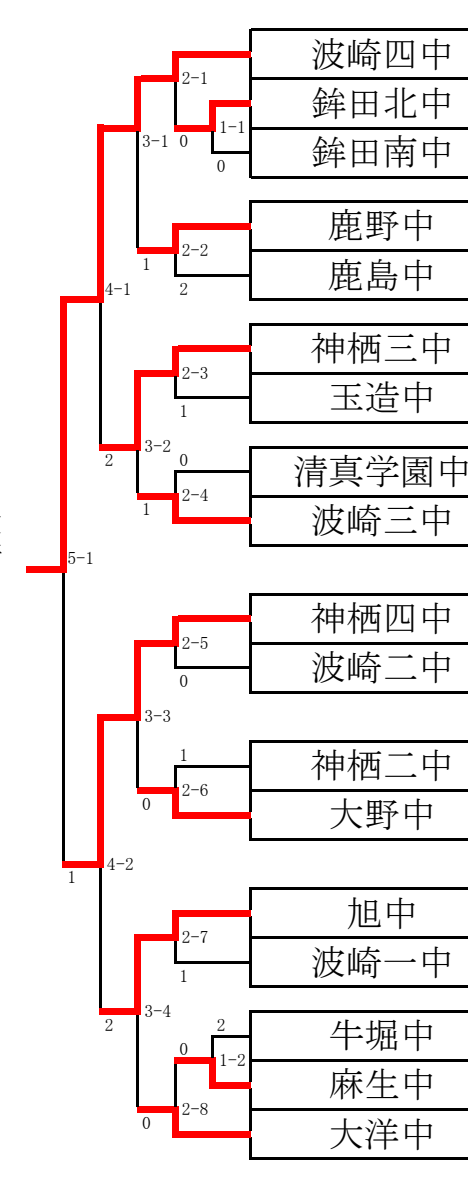 波崎四中
2-1
鉾田北中
1-1
3-1
0
鉾田南中
0
鹿野中
2-2
1
鹿島中
2
4-1
神栖三中
2-3
玉造中
1
3-2
2
0
清真学園中
2-4
1
波崎三中
5-1
神栖四中
2-5
波崎二中
0
3-3
1
神栖二中
2-6
0
大野中
4-2
1
旭中
2-7
波崎一中
1
3-4
2
2
牛堀中
0
1-2
麻生中
2-8
0
大洋中